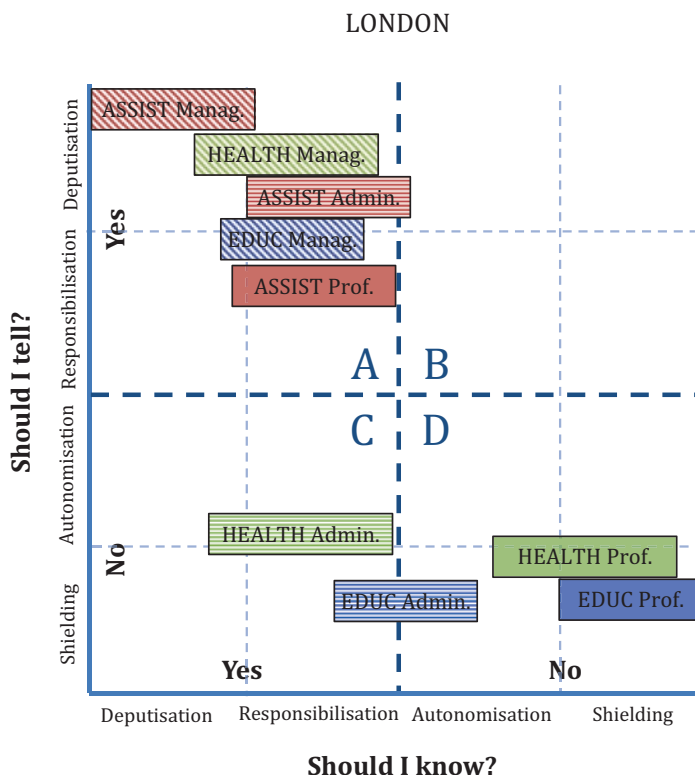 LONDON
ASSIST Manag.
HEALTH Manag.
ASSIST Admin.
EDUC Manag.
ASSIST Prof.
A B
C D
HEALTH Admin.
HEALTH Prof.
EDUC Admin.
EDUC Prof.
Should I tell?
Yes
No
Deputisation
Responsibilisation
Autonomisation
Shielding
Yes No
Deputisation Responsibilisation Autonomisation Shielding
Should I know?